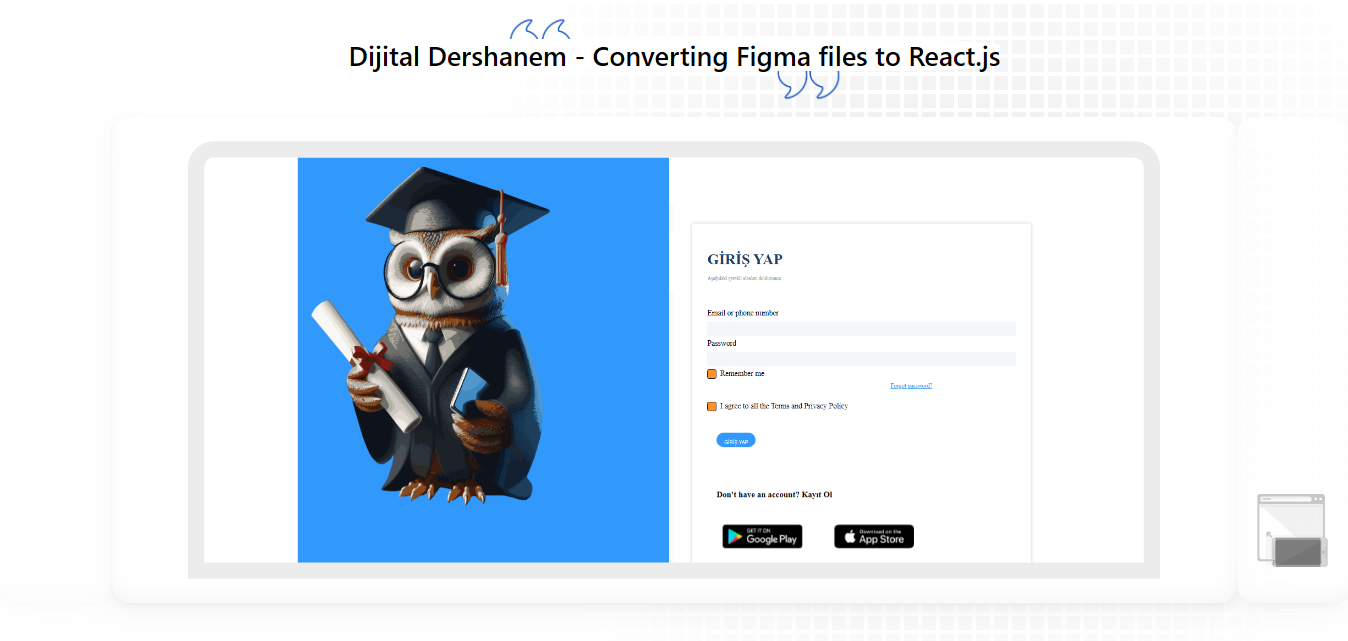 Dijital Dershanem - Converting Figma files to React.js
GİRİŞ YAP
Email or phone number
Password
Remember me
Forgot password?
I agree to all the Terms and Privacy Policy
GİRİŞ YAP
Don't have an account? Kayıt Ol
GET IT ON
Google Play
Download on the
App Store